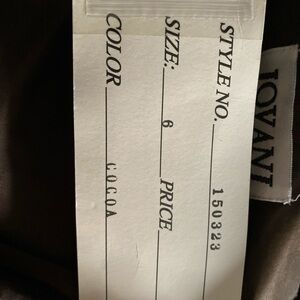 STYLE NO. 150323
SIZE: 6 PRICE
COLOR COCOA
JOVANI